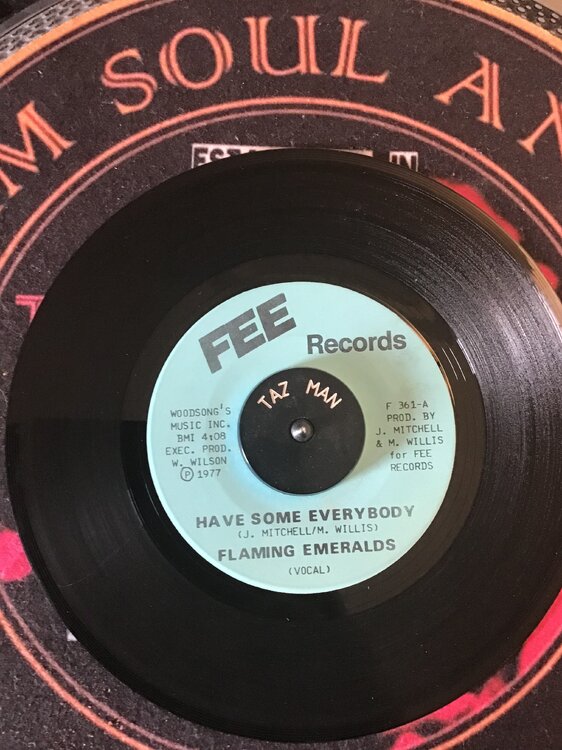 M SOUL AN
IN
FEE
Records
TAZ MAN
WOODSONG'S
MUSIC INC.
BMI 4:08
EXEC. PROD.
W. WILSON
Ⓟ 1977
F 361-A
PROD. BY
J. MITCHELL
& M. WILLIS
for FEE
RECORDS
HAVE SOME EVERYBODY
(J. MITCHELL/M. WILLIS)
FLAMING EMERALDS
(VOCAL)